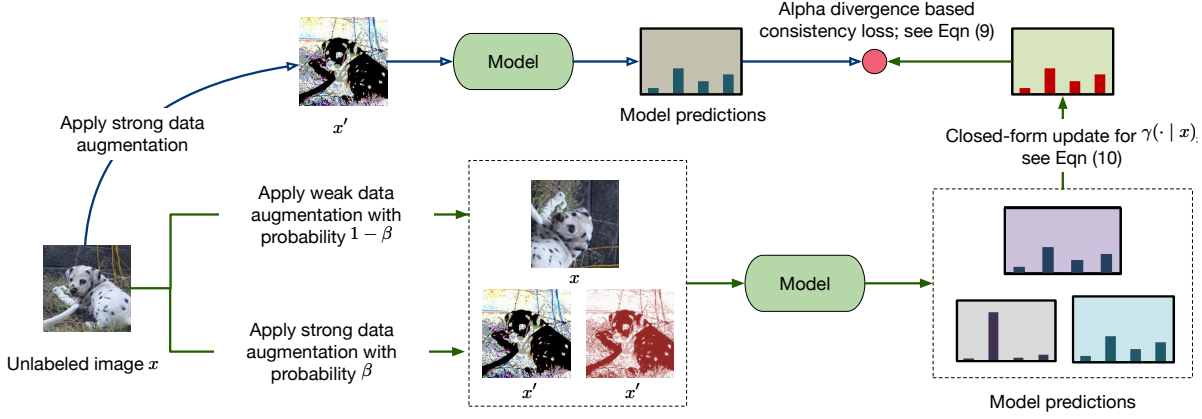 Alpha divergence based
consistency loss; see Eqn (9)
Model
x′
Model predictions
Apply strong data
augmentation
Closed-form update for γ(· | x),
see Eqn (10)
Apply weak data
augmentation with
probability 1 − β
x
Model
Unlabeled image x
Apply strong data
augmentation with
probability β
x′
x′
Model predictions